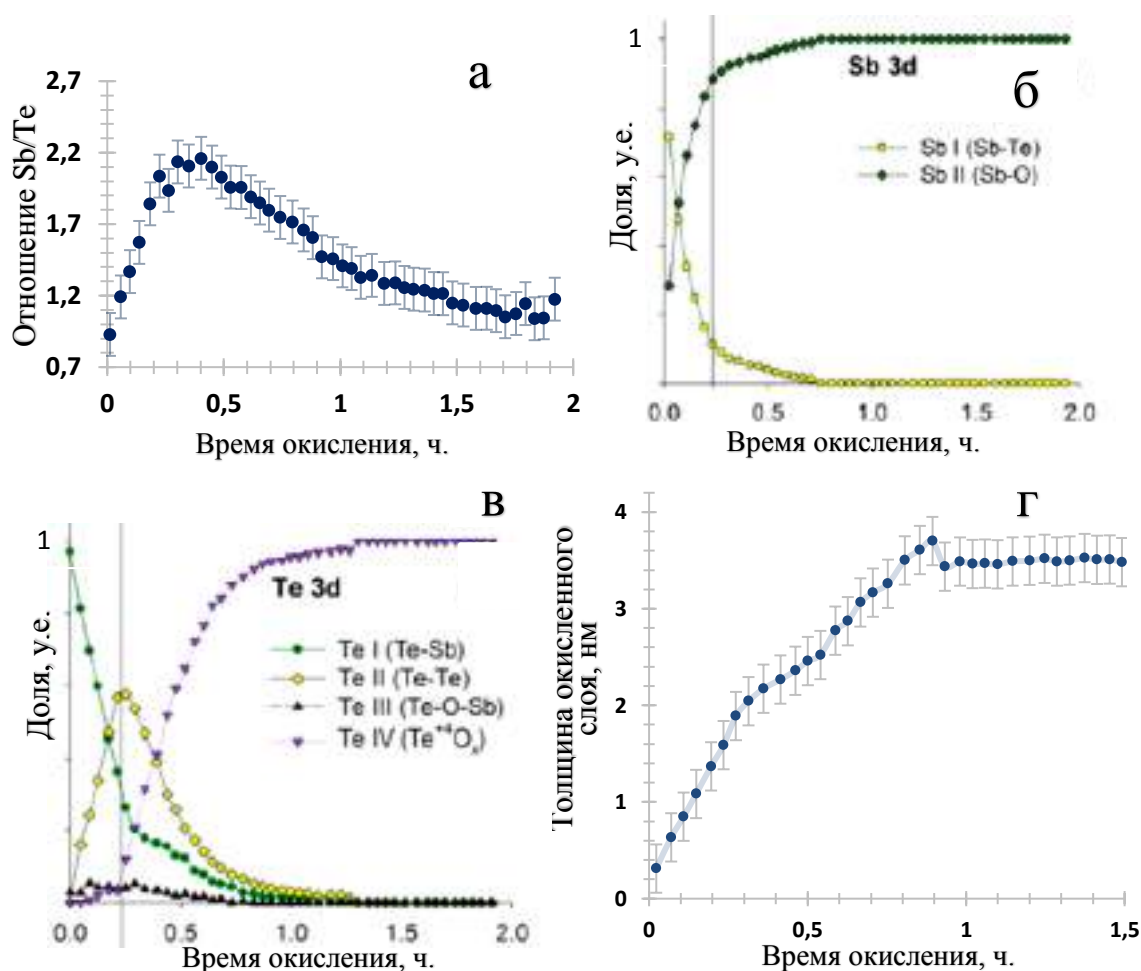 а
Отношение Sb/Te
2,7
2,2
1,7
1,2
0,7
0 0,5 1 1,5 2
Время окисления, ч.
б
Доля, у.е.
1
Sb 3d
Sb I (Sb-Te)
Sb II (Sb-O)
0.0 0.5 1.0 1.5 2.0
Время окисления, ч.
в
Доля, у.е.
1
Te 3d
Te I (Te-Sb)
Te II (Te-Te)
Te III (Te-O-Sb)
Te IV (Te⁺⁴Oₓ)
0.0 0.5 1.0 1.5 2.0
Время окисления, ч.
г
Толщина окисленного
слоя, нм
4
3
2
1
0
0 0,5 1 1,5
Время окисления, ч.